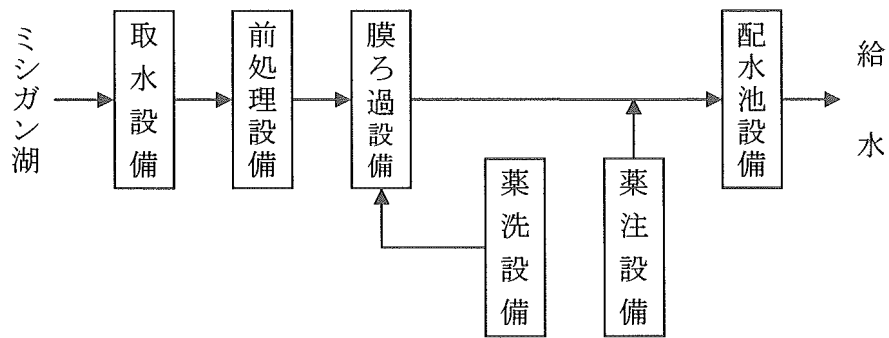 ミシガン湖
取水設備
前処理設備
膜ろ過設備
薬洗設備
薬注設備
配水池設備
給水